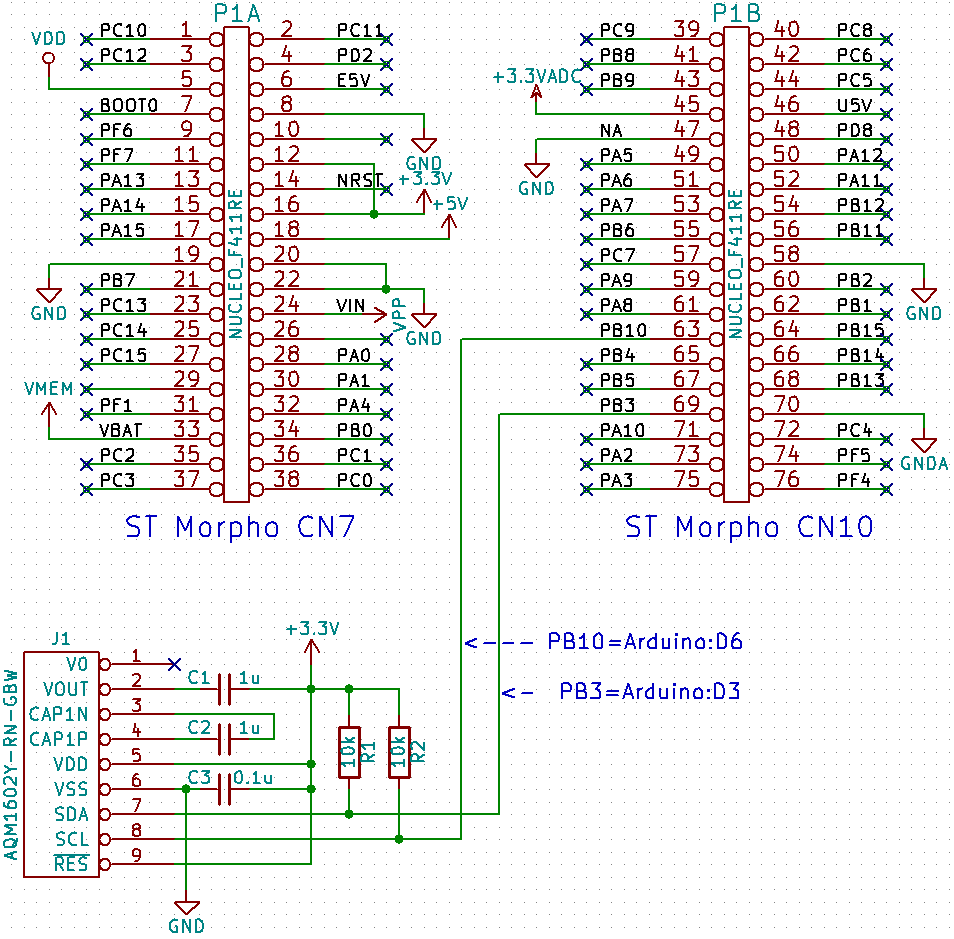 P1A P1B
VDD PC10 1 2 PC11 PC9 39 40 PC8
PC12 3 4 PD2 PB8 41 42 PC6
5 6 E5V +3.3VADC PB9 43 44 PC5
BOOT0 7 8 45 46 U5V
PF6 9 10 NA 47 48 PD8
GND
PF7 11 12 PA5 49 50 PA12
GND
PA13 13 14 NRST +3.3V PA6 51 52 PA11
PA14 15 16 +5V PA7 53 54 PB12
PA15 17 18 PB6 55 56 PB11
19 20 PC7 57 58
PB7 21 22 PA9 59 60 PB2
GND PC13 23 24 VIN VPP PA8 61 62 PB1 GND
NUCLEO_F411RE NUCLEO_F411RE
PC14 25 26 GND PB10 63 64 PB15
PC15 27 28 PA0 PB4 65 66 PB14
VMEM 29 30 PA1 PB5 67 68 PB13
PF1 31 32 PA4 PB3 69 70
VBAT 33 34 PB0 PA10 71 72 PC4
PC2 35 36 PC1 PA2 73 74 PF5 GNDA
PC3 37 38 PC0 PA3 75 76 PF4
ST Morpho CN7 ST Morpho CN10
J1 +3.3V
<---- PB10=Arduino:D6
V0 1
VOUT 2 C1 1u
<- PB3=Arduino:D3
CAP1N 3
CAP1P 4 C2 1u
10k R1 10k R2
VDD 5
VSS 6 C3 0.1u
SDA 7
SCL 8
RES 9
AQM1602Y-RN-GBW
GND